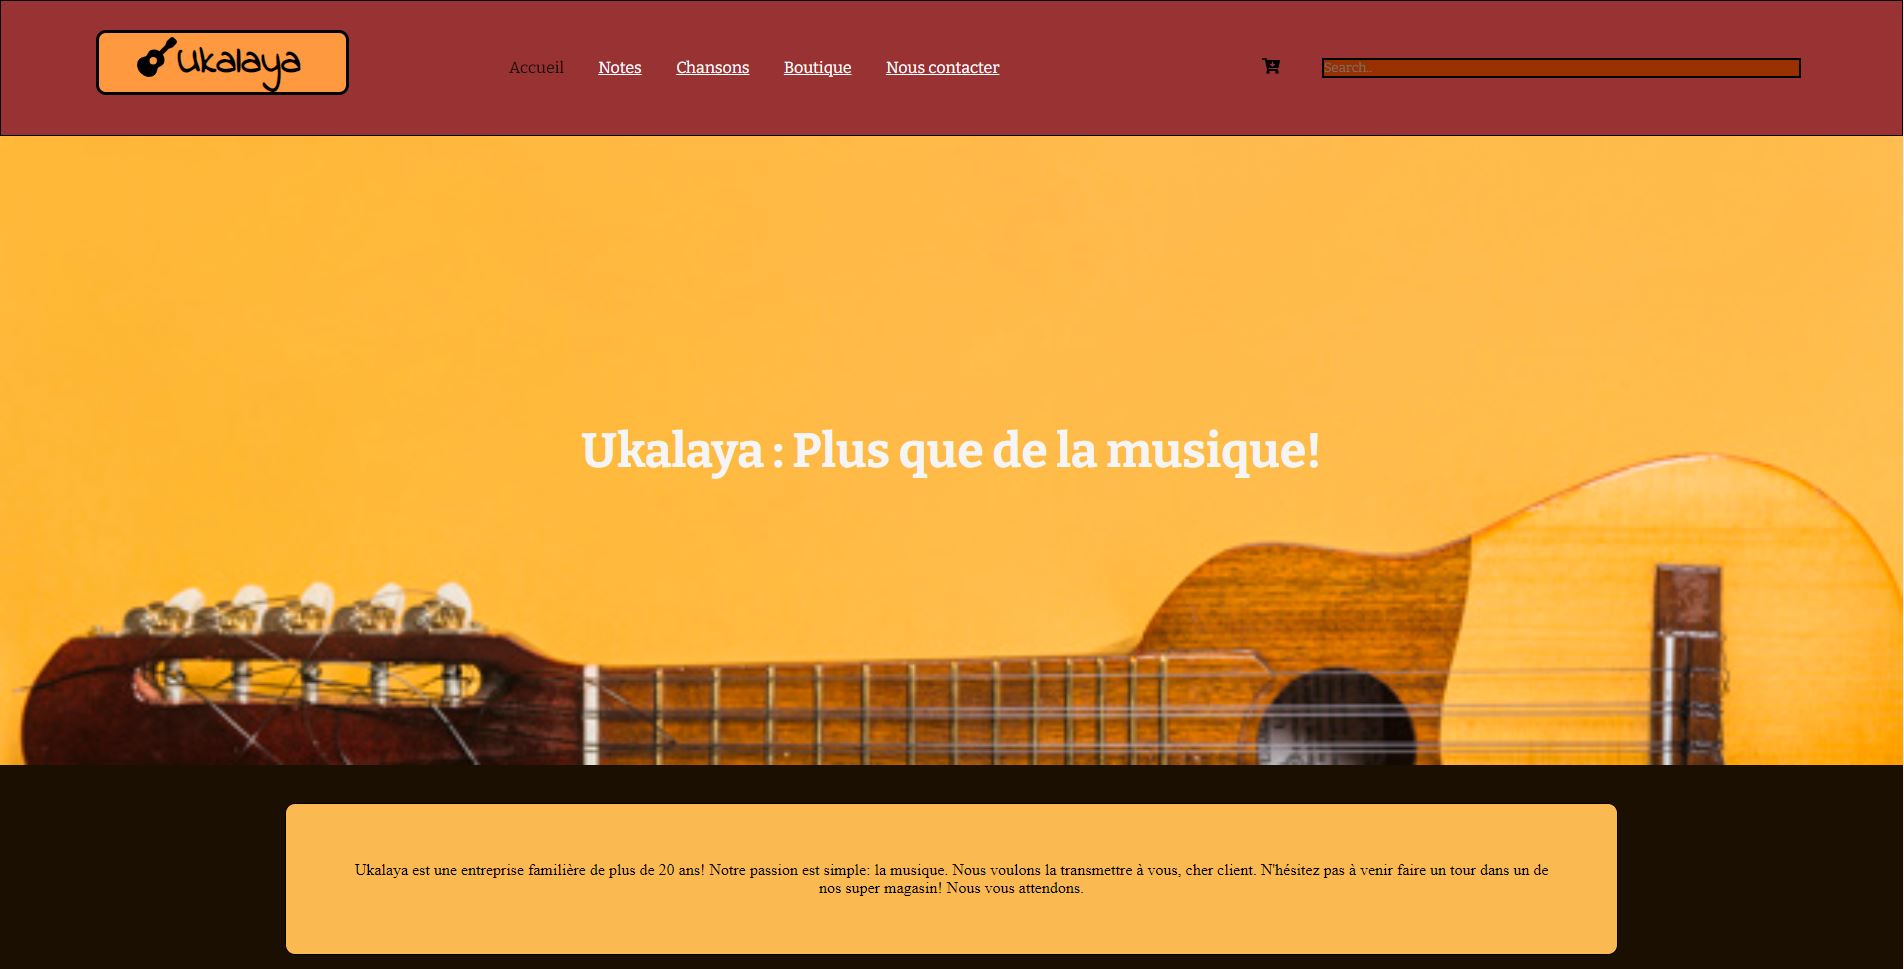 Ukalaya
Accueil Notes Chansons Boutique Nous contacter
Search..
Ukalaya : Plus que de la musique!
Ukalaya est une entreprise familière de plus de 20 ans! Notre passion est simple: la musique. Nous voulons la transmettre à vous, cher client. N'hésitez pas à venir faire un tour dans un de
nos super magasin! Nous vous attendons.